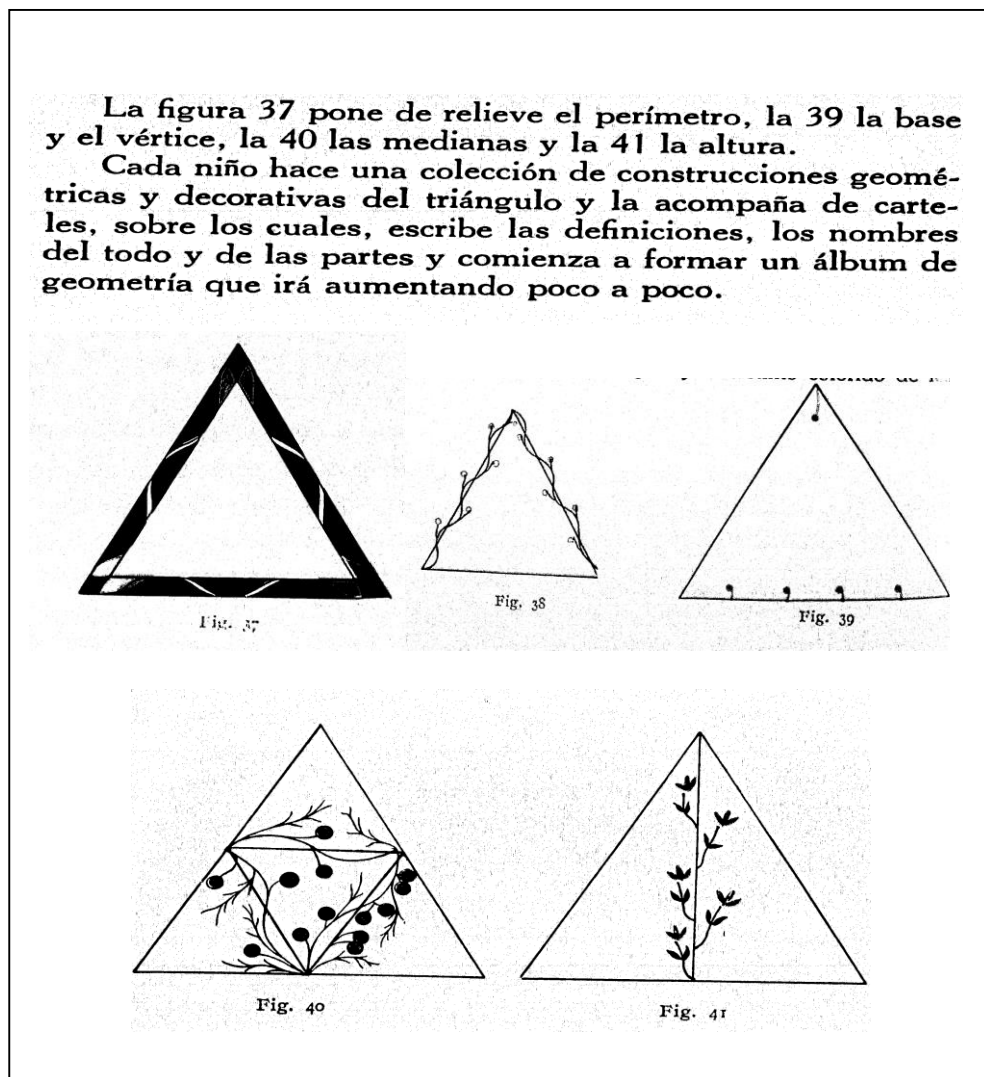 La figura 37 pone de relieve el perímetro, la 39 la base
y el vértice, la 40 las medianas y la 41 la altura.
Cada niño hace una colección de construcciones geomé-
tricas y decorativas del triángulo y la acompaña de carte-
les, sobre los cuales, escribe las definiciones, los nombres
del todo y de las partes y comienza a formar un álbum de
geometría que irá aumentando poco a poco.
Fig. 37
Fig. 38
Fig. 39
Fig. 40
Fig. 41